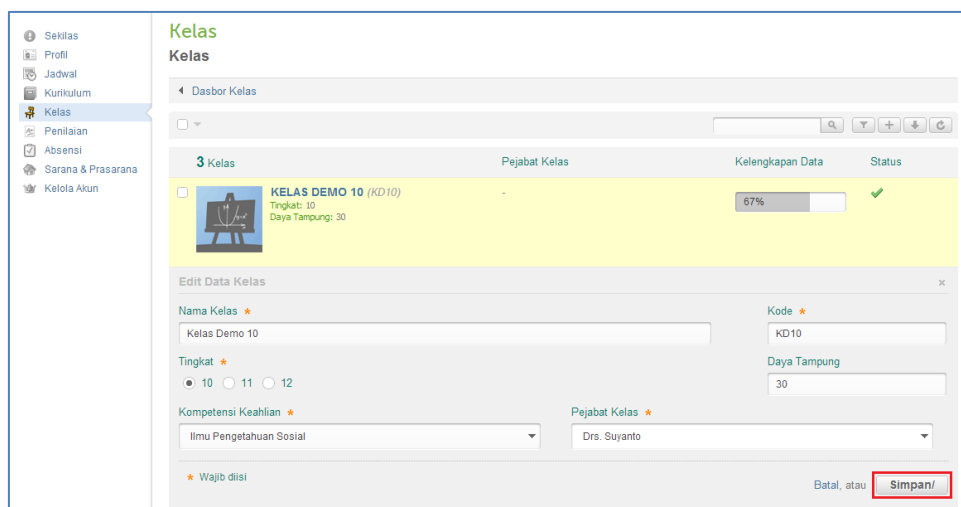 Sekilas
Profil
Jadwal
Kurikulum
Kelas
Penilaian
Absensi
Sarana & Prasarana
Kelola Akun
Kelas
Kelas
Dasbor Kelas
3 Kelas Pejabat Kelas Kelengkapan Data Status
KELAS DEMO 10 (KD10) - 67%
Tingkat: 10
Daya Tampung: 30
Edit Data Kelas ×
Nama Kelas * Kode *
Kelas Demo 10 KD10
Tingkat * Daya Tampung
10 11 12 30
Kompetensi Keahlian * Pejabat Kelas *
Ilmu Pengetahuan Sosial Drs. Suyanto
* Wajib diisi
Batal, atau Simpan/